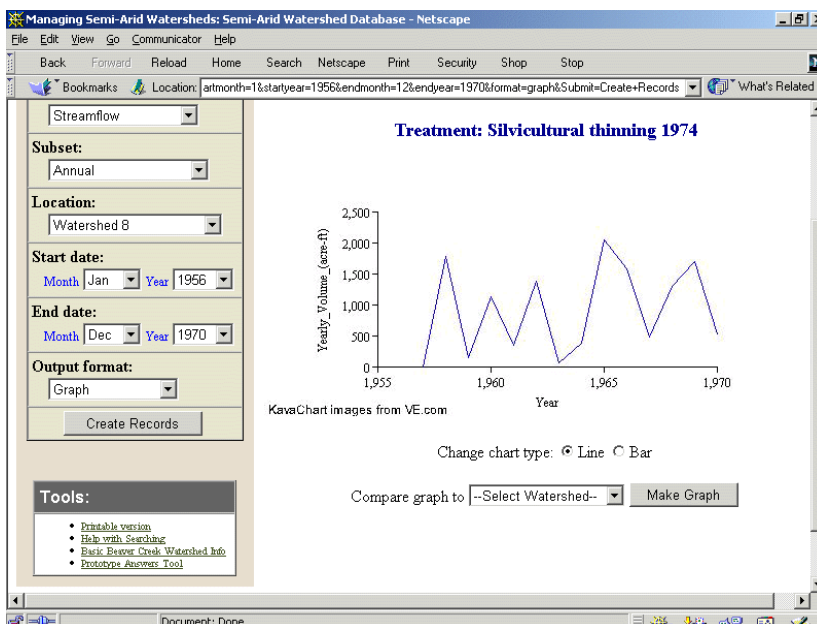 Managing Semi-Arid Watersheds: Semi-Arid Watershed Database - Netscape
File Edit View Go Communicator Help
Back Forward Reload Home Search Netscape Print Security Shop Stop
Bookmarks Location: artmonth=1&startyear=1956&endmonth=12&endyear=1970&format=graph&Submit=Create+Records What's Related
Streamflow
Subset:
Annual
Location:
Watershed 8
Start date:
Month Jan Year 1956
End date:
Month Dec Year 1970
Output format:
Graph
Create Records
Tools:
Printable version
Help with Searching
Basic Beaver Creek Watershed Info
Prototype Answers Tool
Treatment: Silvicultural thinning 1974
Yearly_Volume_(acre-ft)
2,500
2,000
1,500
1,000
500
0
1,955 1,960 1,965 1,970
Year
KavaChart images from VE.com
Change chart type: Line Bar
Compare graph to --Select Watershed-- Make Graph
Document: Done